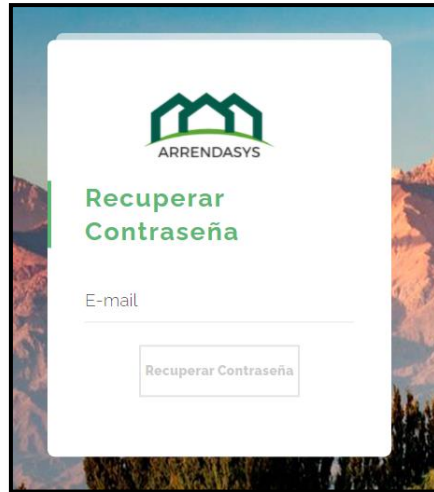 ARRENDASYS
Recuperar
Contraseña
E-mail
Recuperar Contraseña